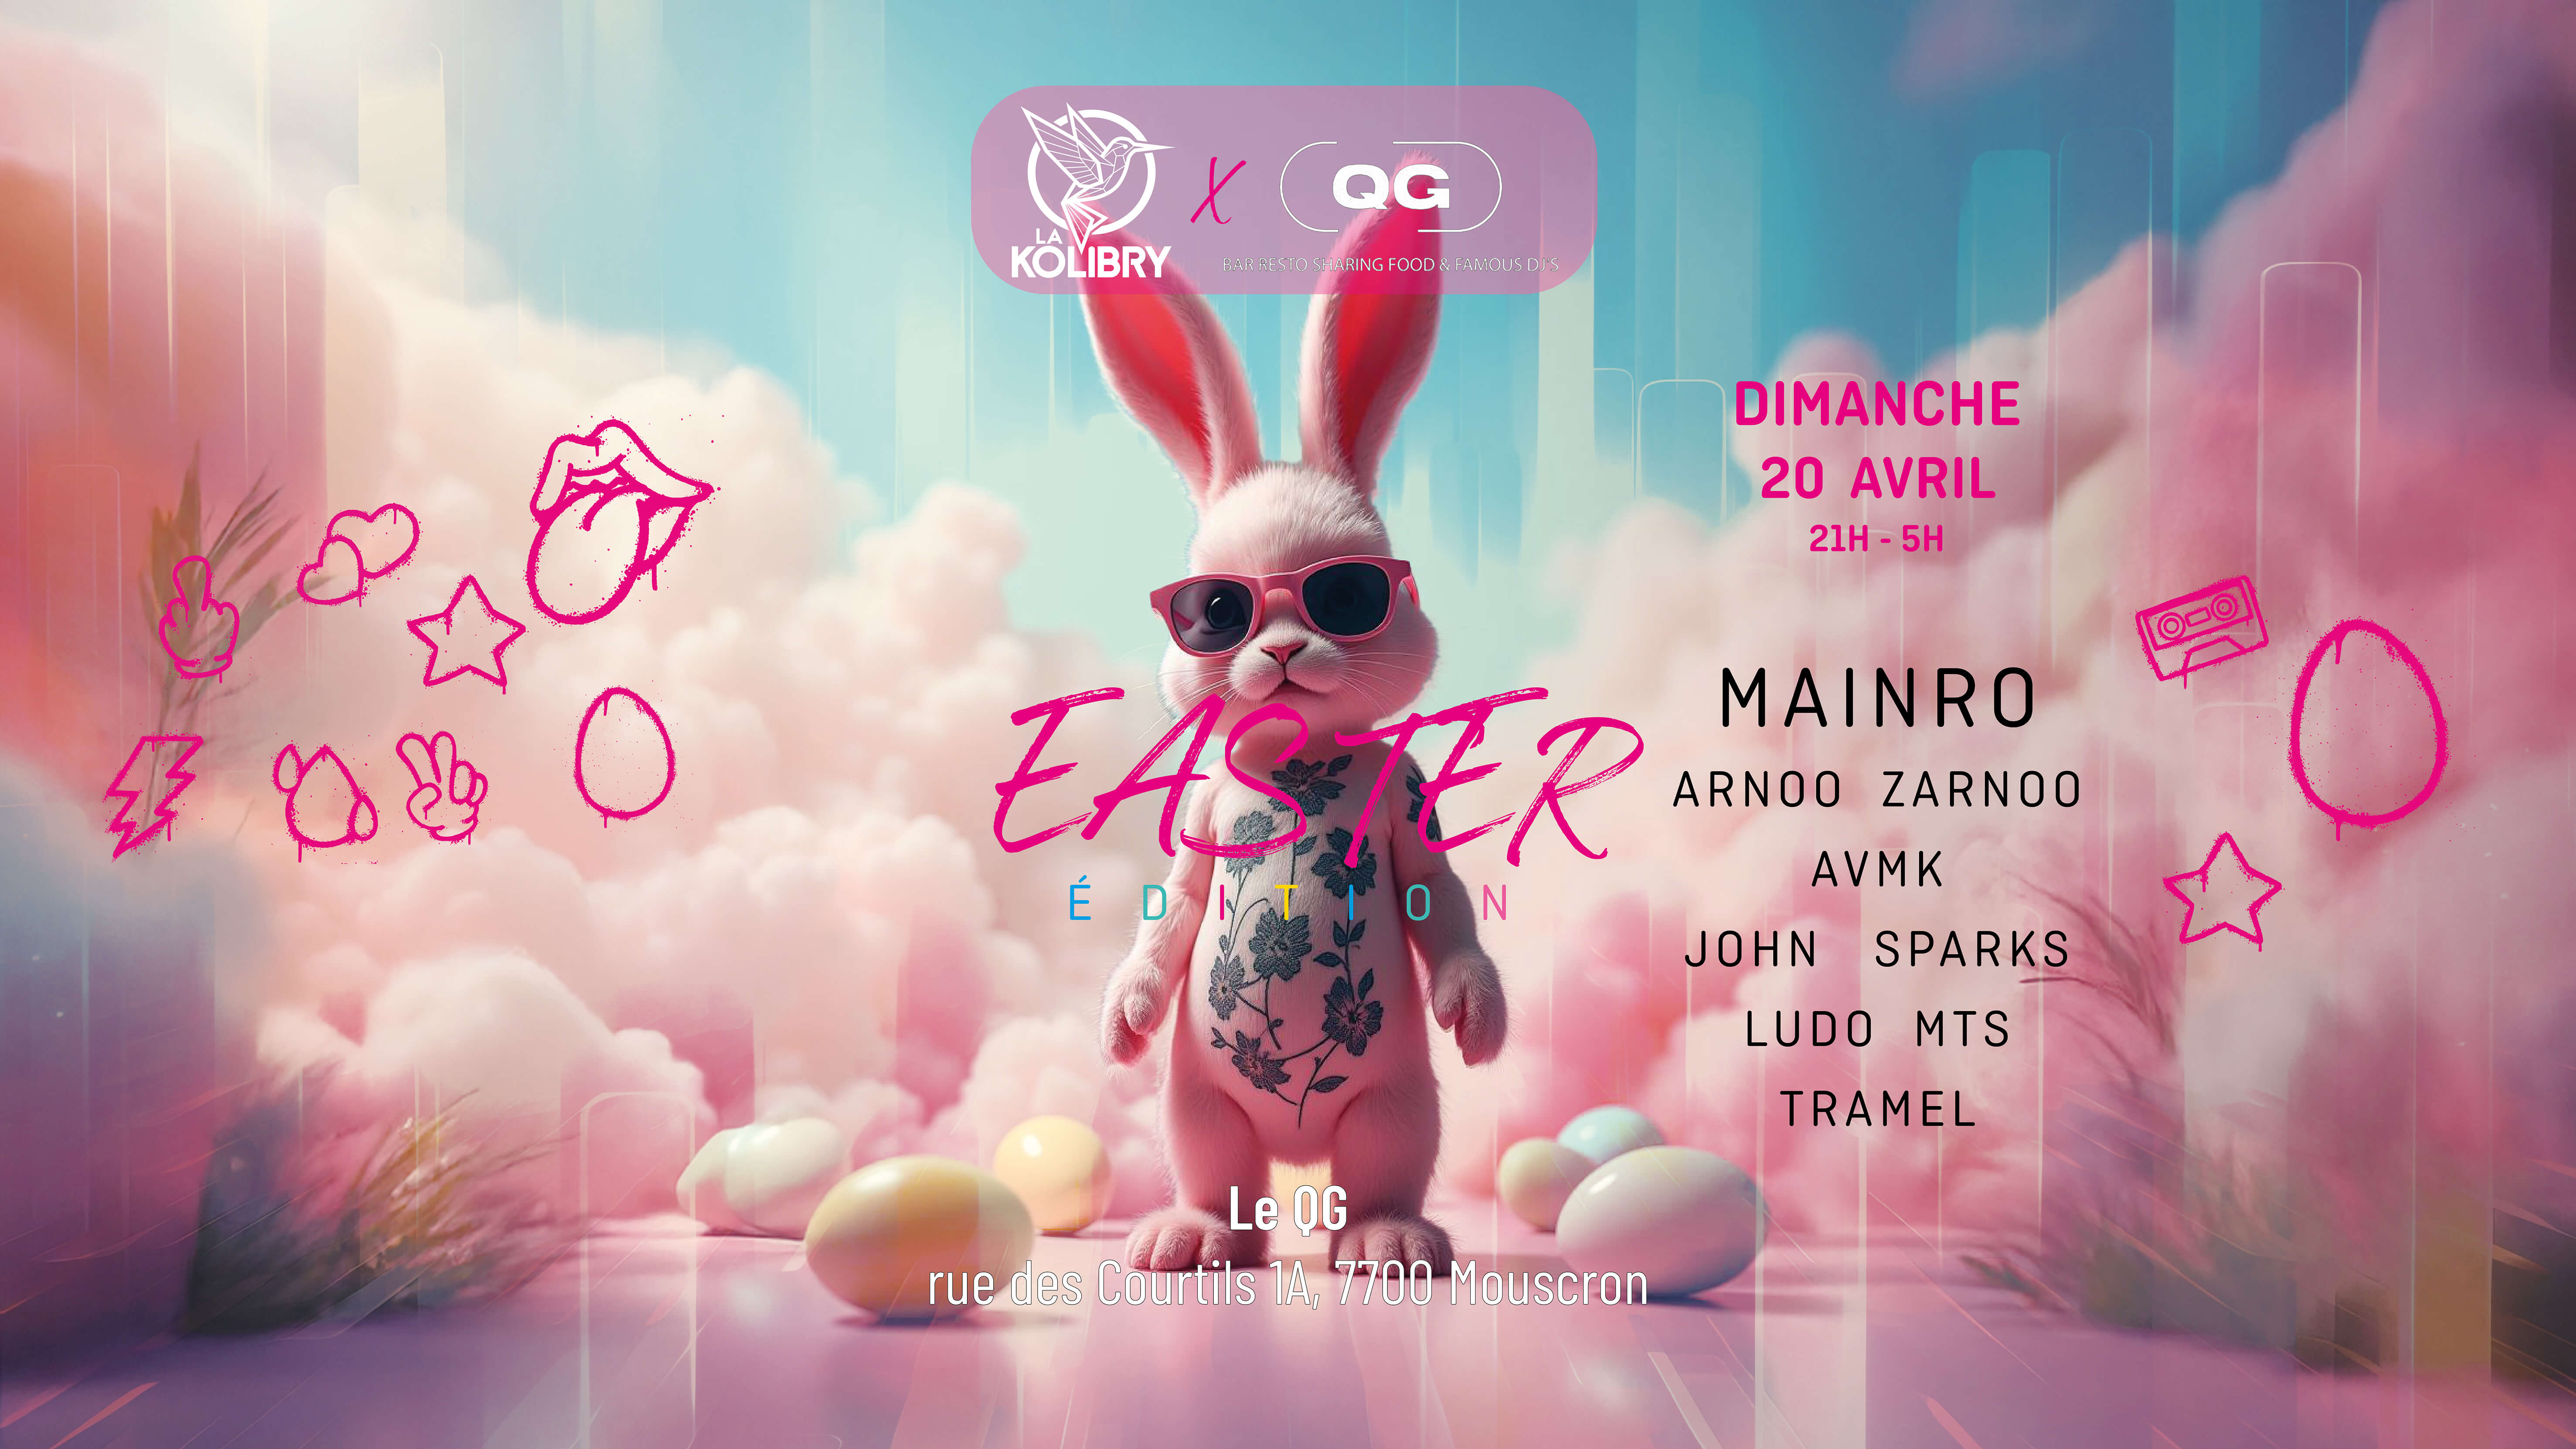 LA
KOLIBRY
X
QG
BAR RESTO SHARING FOOD & FAMOUS DJ'S
DIMANCHE
20 AVRIL
21H - 5H
EASTER
ÉDITION
MAINRO
ARNOO ZARNOO
AVMK
JOHN SPARKS
LUDO MTS
TRAMEL
Le QG
rue des Courtils 1A, 7700 Mouscron